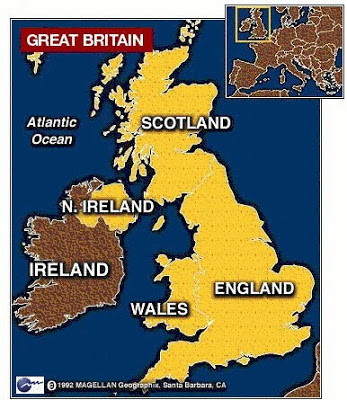 GREAT BRITAIN
Atlantic
Ocean
SCOTLAND
N. IRELAND
IRELAND
ENGLAND
WALES
© 1992 MAGELLAN Geographix, Santa Barbara, CA